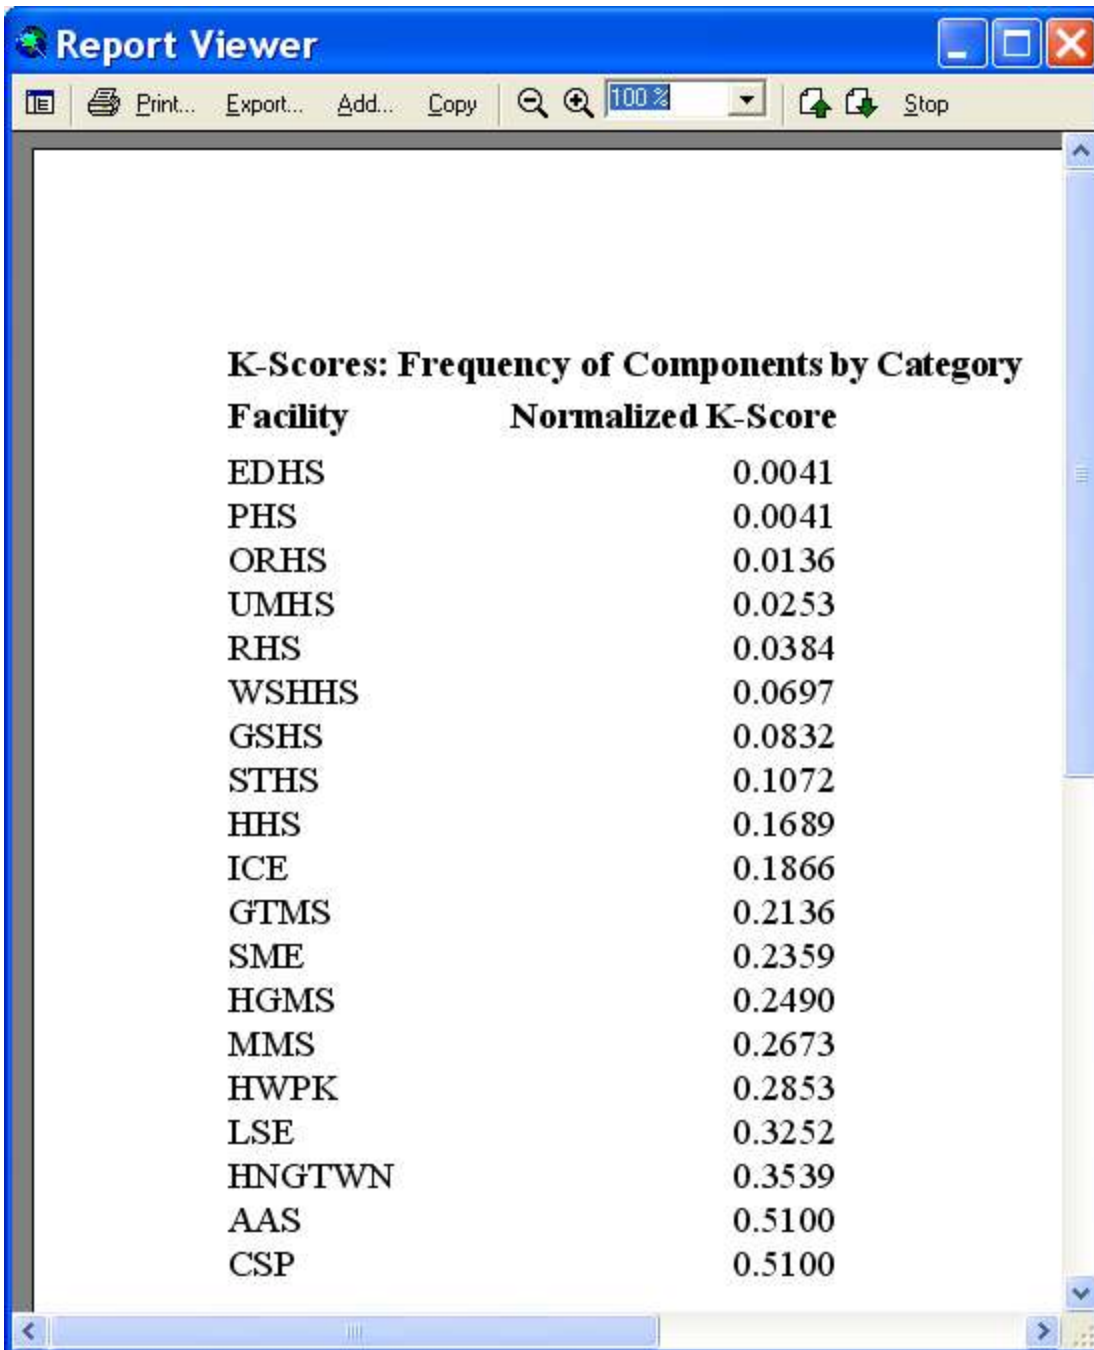 Report Viewer
Print... Export... Add... Copy 100 % Stop
K-Scores: Frequency of Components by Category
Facility Normalized K-Score
EDHS 0.0041
PHS 0.0041
ORHS 0.0136
UMHS 0.0253
RHS 0.0384
WSHHS 0.0697
GSHS 0.0832
STHS 0.1072
HHS 0.1689
ICE 0.1866
GTMS 0.2136
SME 0.2359
HGMS 0.2490
MMS 0.2673
HWPK 0.2853
LSE 0.3252
HNGTWN 0.3539
AAS 0.5100
CSP 0.5100